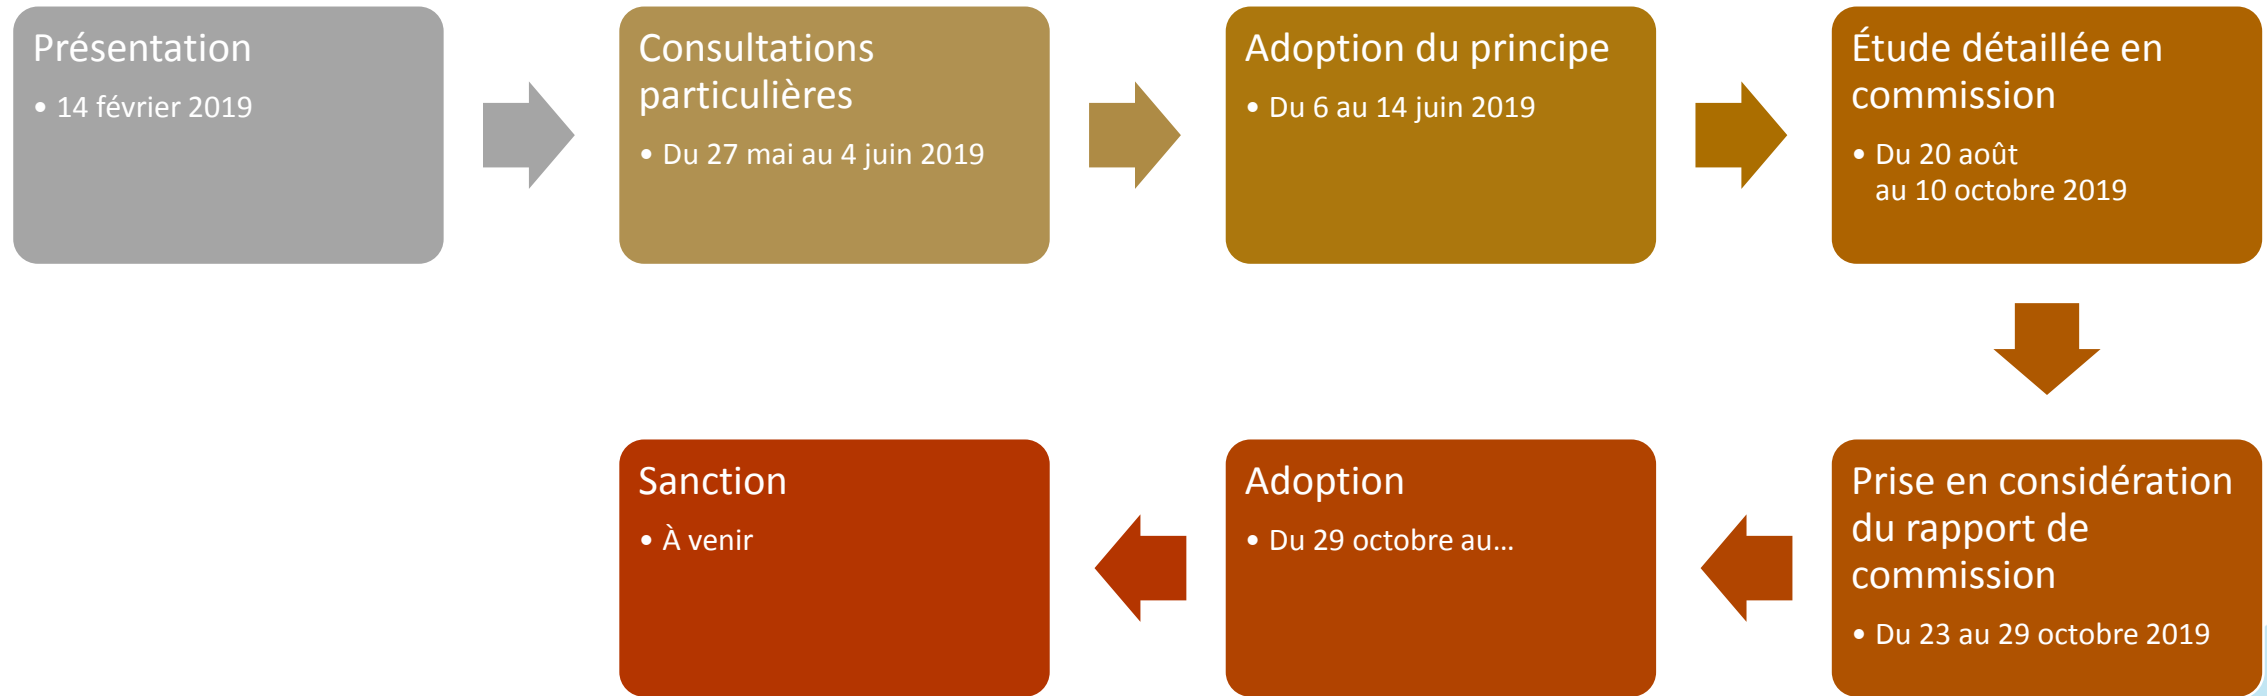 Présentation
• 14 février 2019
Consultations
particulières
• Du 27 mai au 4 juin 2019
Adoption du principe
• Du 6 au 14 juin 2019
Étude détaillée en
commission
• Du 20 août
au 10 octobre 2019
Prise en considération
du rapport de
commission
• Du 23 au 29 octobre 2019
Adoption
• Du 29 octobre au…
Sanction
• À venir